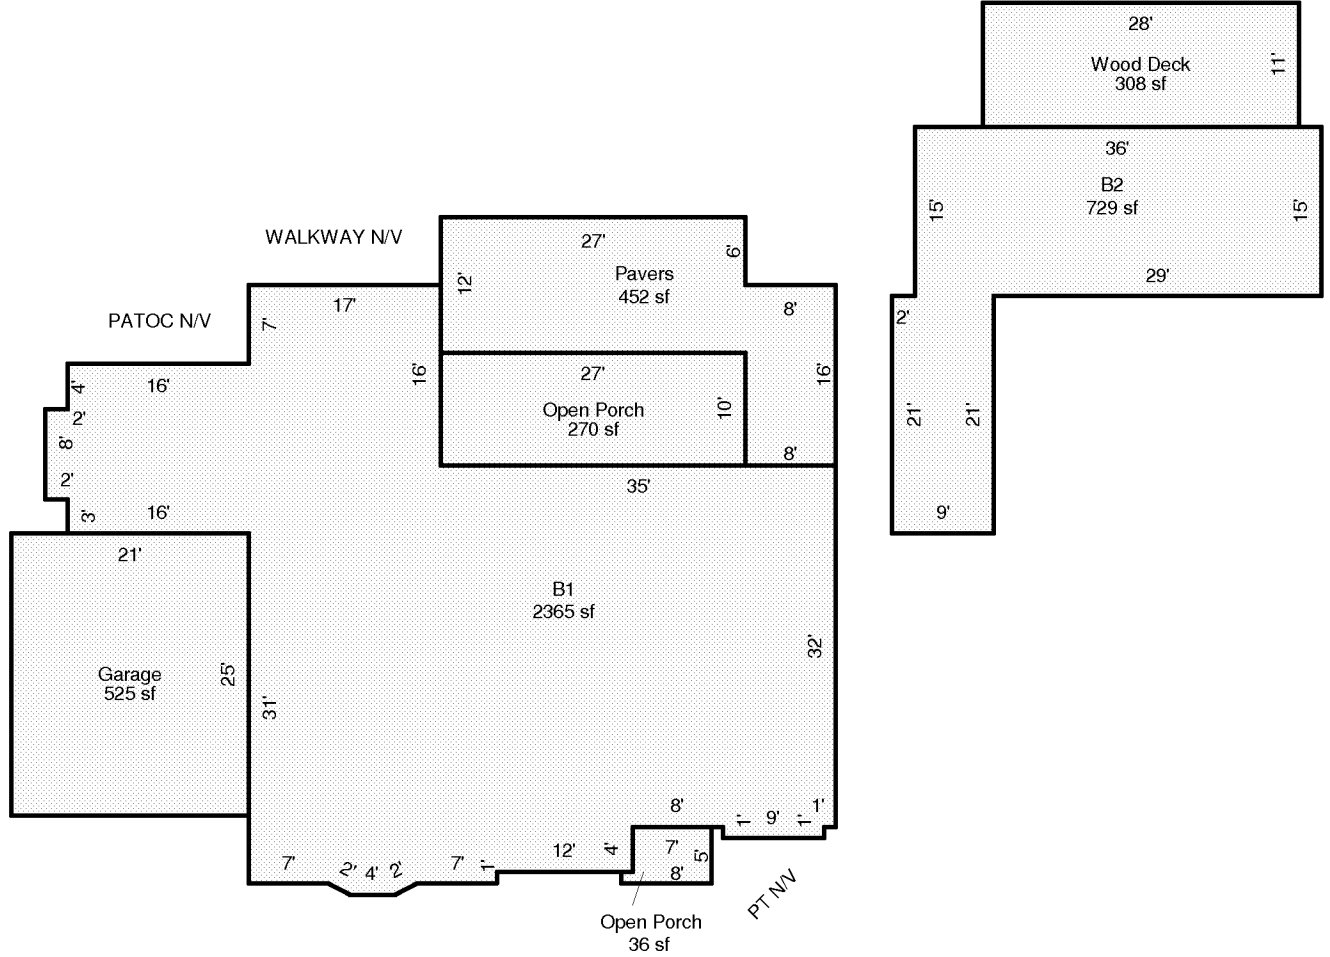 28'
Wood Deck
308 sf
11'
36'
B2
729 sf
15'
15'
29'
2'
21'
21'
9'
WALKWAY N/V
27'
6'
Pavers
452 sf
12'
8'
16'
17'
7'
PATOC N/V
16'
4'
2'
8'
2'
3'
16'
16'
27'
Open Porch
270 sf
10'
8'
35'
21'
Garage
525 sf
25'
31'
B1
2365 sf
32'
8'
1'
9'
1'
1'
7'
2'
4'
2'
7'
1'
12'
4'
7'
5'
8'
Open Porch
36 sf
PT N/V